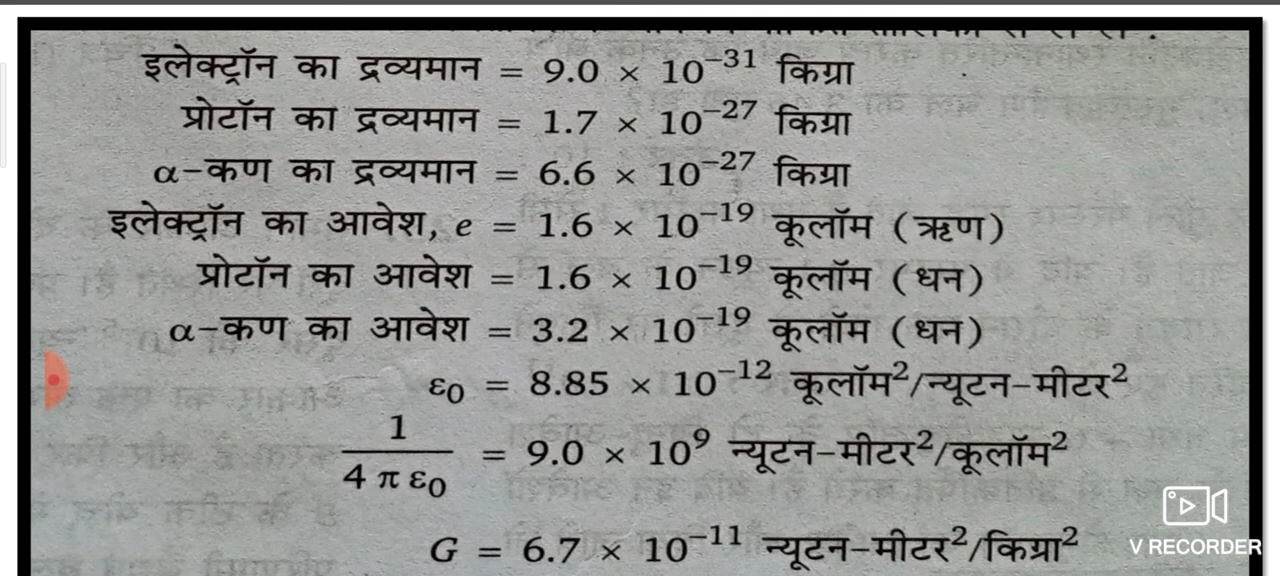 इलेक्ट्रॉन का द्रव्यमान = 9.0 × 10⁻³¹ किग्रा
प्रोटॉन का द्रव्यमान = 1.7 × 10⁻²⁷ किग्रा
α-कण का द्रव्यमान = 6.6 × 10⁻²⁷ किग्रा
इलेक्ट्रॉन का आवेश, e = 1.6 × 10⁻¹⁹ कूलॉम (ऋण)
प्रोटॉन का आवेश = 1.6 × 10⁻¹⁹ कूलॉम (धन)
α-कण का आवेश = 3.2 × 10⁻¹⁹ कूलॉम (धन)
ε₀ = 8.85 × 10⁻¹² कूलॉम²/न्यूटन-मीटर²
1/4 π ε₀ = 9.0 × 10⁹ न्यूटन-मीटर²/कूलॉम²
G = 6.7 × 10⁻¹¹ न्यूटन-मीटर²/किग्रा²
V RECORDER